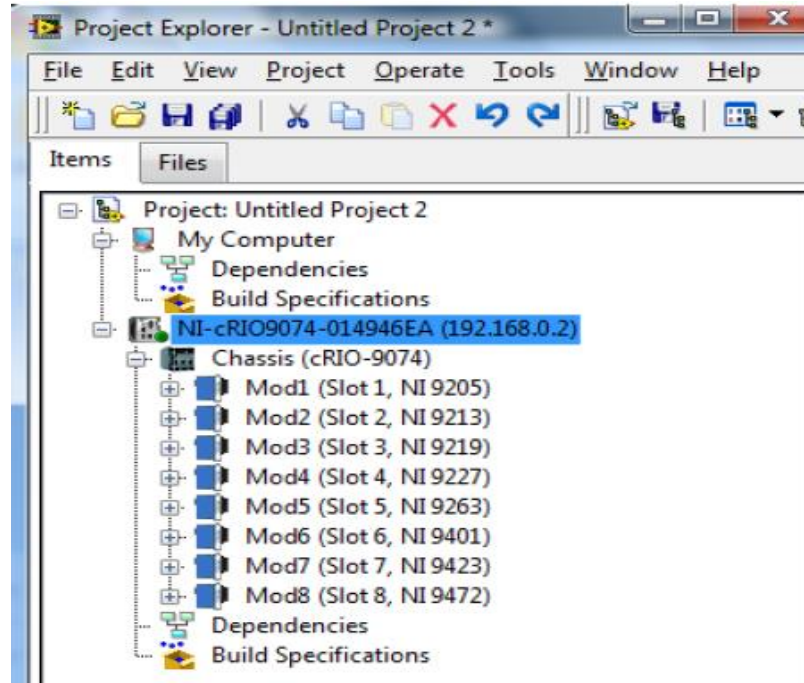 Project Explorer - Untitled Project 2 *
File Edit View Project Operate Tools Window Help
Items Files
Project: Untitled Project 2
My Computer
Dependencies
Build Specifications
NI-cRIO9074-014946EA (192.168.0.2)
Chassis (cRIO-9074)
Mod1 (Slot 1, NI 9205)
Mod2 (Slot 2, NI 9213)
Mod3 (Slot 3, NI 9219)
Mod4 (Slot 4, NI 9227)
Mod5 (Slot 5, NI 9263)
Mod6 (Slot 6, NI 9401)
Mod7 (Slot 7, NI 9423)
Mod8 (Slot 8, NI 9472)
Dependencies
Build Specifications